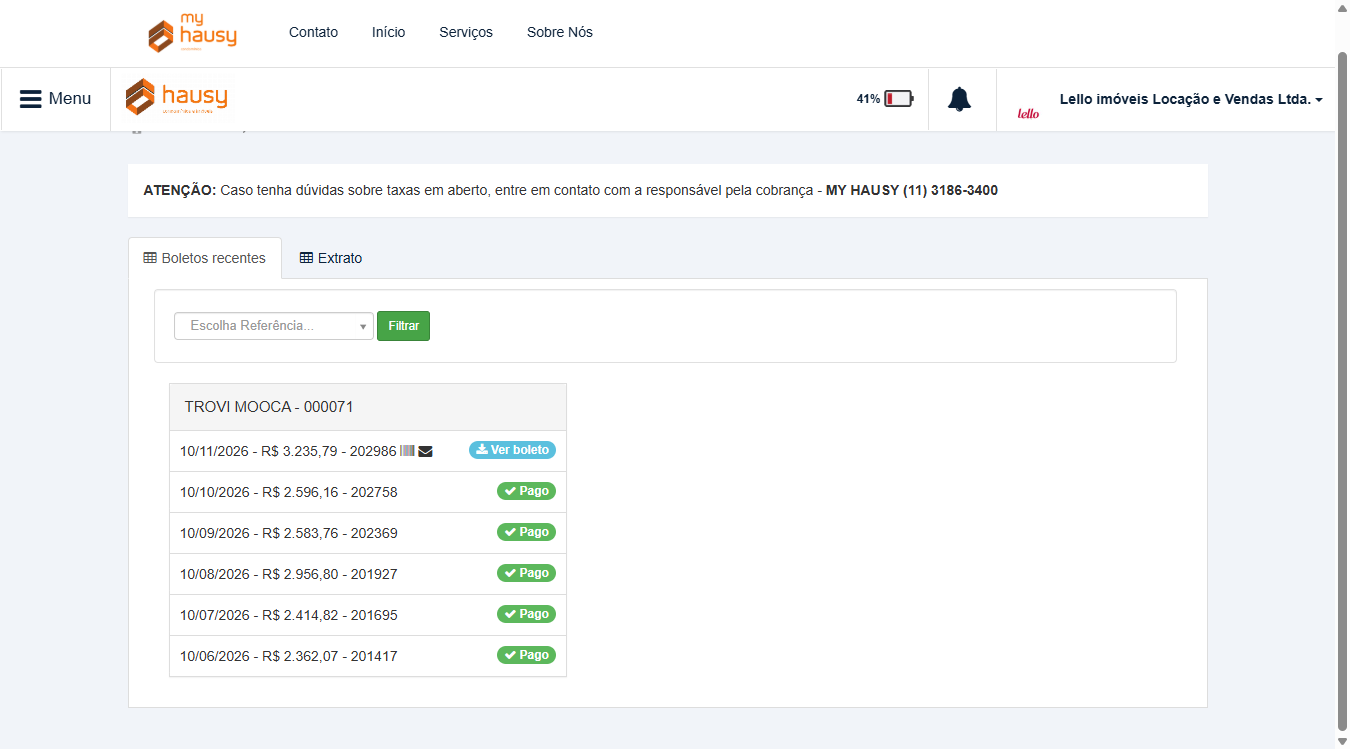 my
hausy
Contato
Início
Serviços
Sobre Nós
Menu
hausy
41%
lello
Lello imóveis Locação e Vendas Ltda.
ATENÇÃO: Caso tenha dúvidas sobre taxas em aberto, entre em contato com a responsável pela cobrança - MY HAUSY (11) 3186-3400
Boletos recentes
Extrato
Escolha Referência...
Filtrar
TROVI MOOCA - 000071
10/11/2026 - R$ 3.235,79 - 202986
Ver boleto
10/10/2026 - R$ 2.596,16 - 202758
Pago
10/09/2026 - R$ 2.583,76 - 202369
Pago
10/08/2026 - R$ 2.956,80 - 201927
Pago
10/07/2026 - R$ 2.414,82 - 201695
Pago
10/06/2026 - R$ 2.362,07 - 201417
Pago